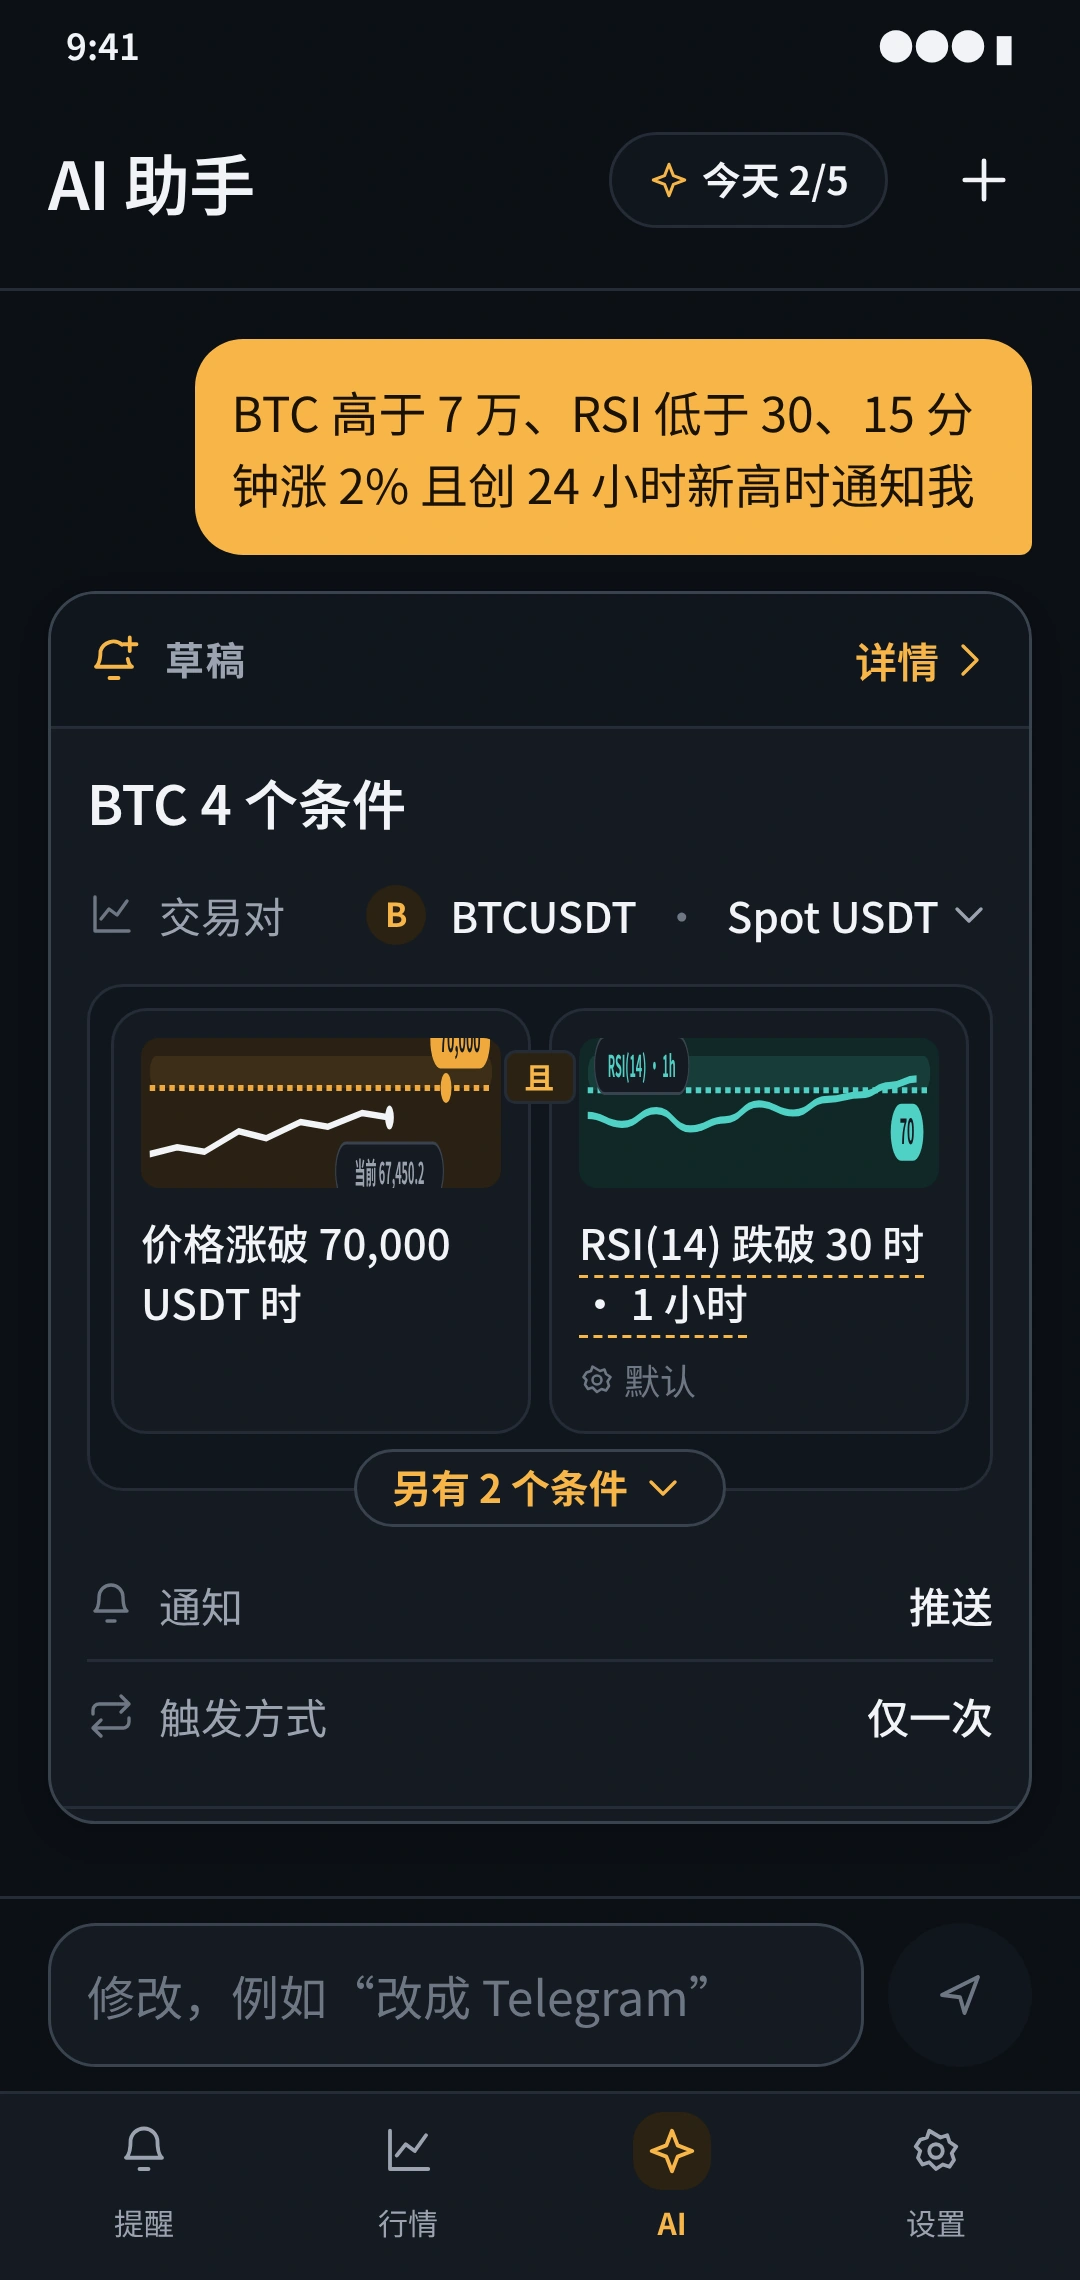 9:41
AI 助手
今天 2/5
BTC 高于 7 万、RSI 低于 30、15 分
钟涨 2% 且创 24 小时新高时通知我
草稿
详情
BTC 4 个条件
交易对
B BTCUSDT · Spot USDT
70,000
当前 67,450.2
且
RSI(14) · 1h
70
价格涨破 70,000
USDT 时
RSI(14) 跌破 30 时
· 1 小时
默认
另有 2 个条件
通知
推送
触发方式
仅一次
修改，例如“改成 Telegram”
提醒
行情
AI
设置